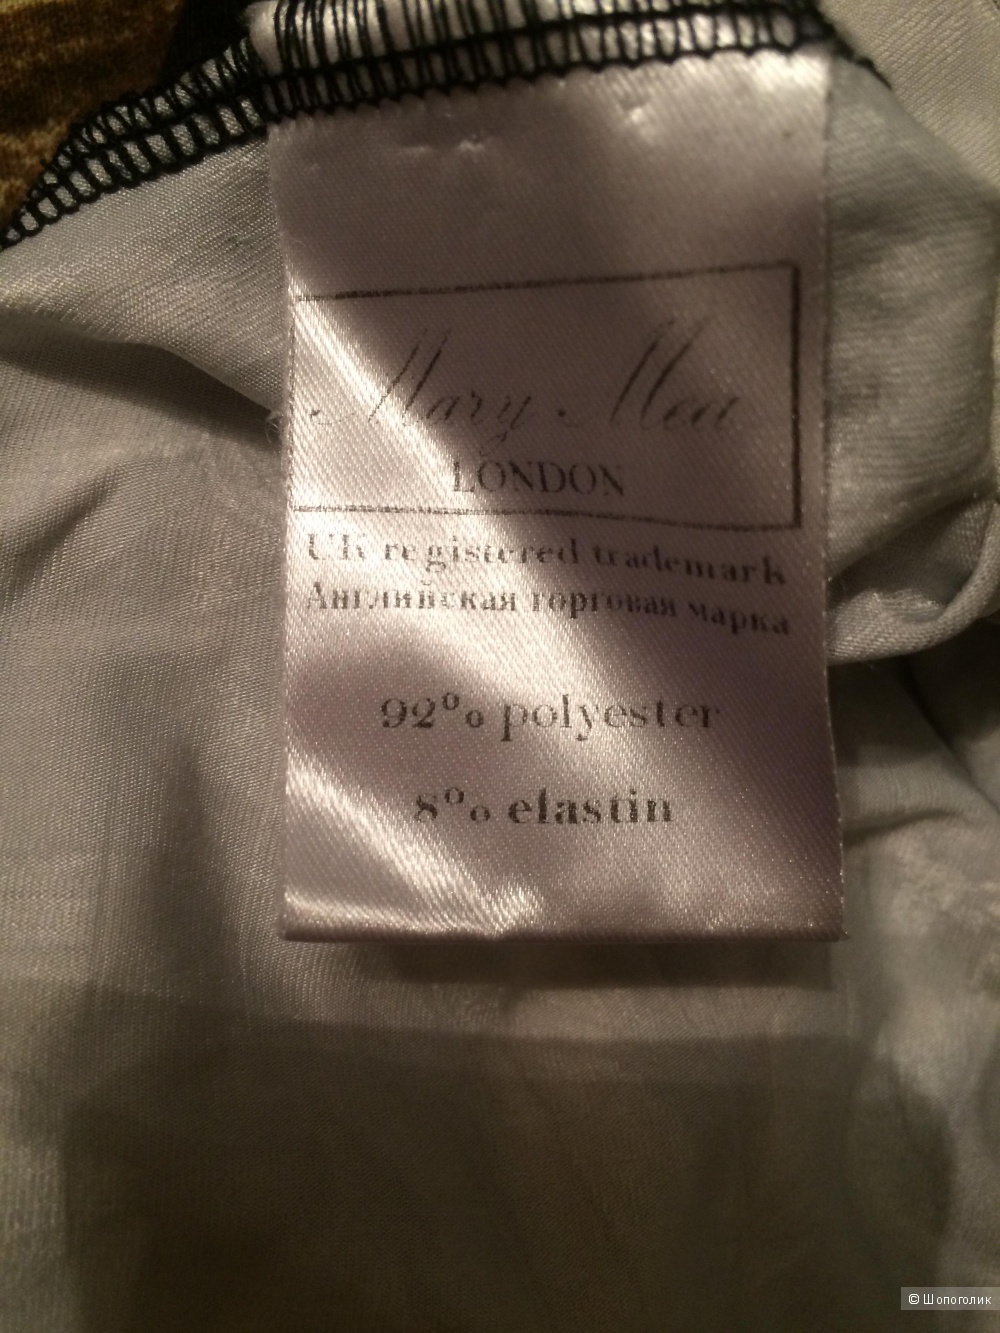 Mary Mea
LONDON
UK registered trademark
Английская торговая марка
92% polyester
8% elastin
© Шопоголик